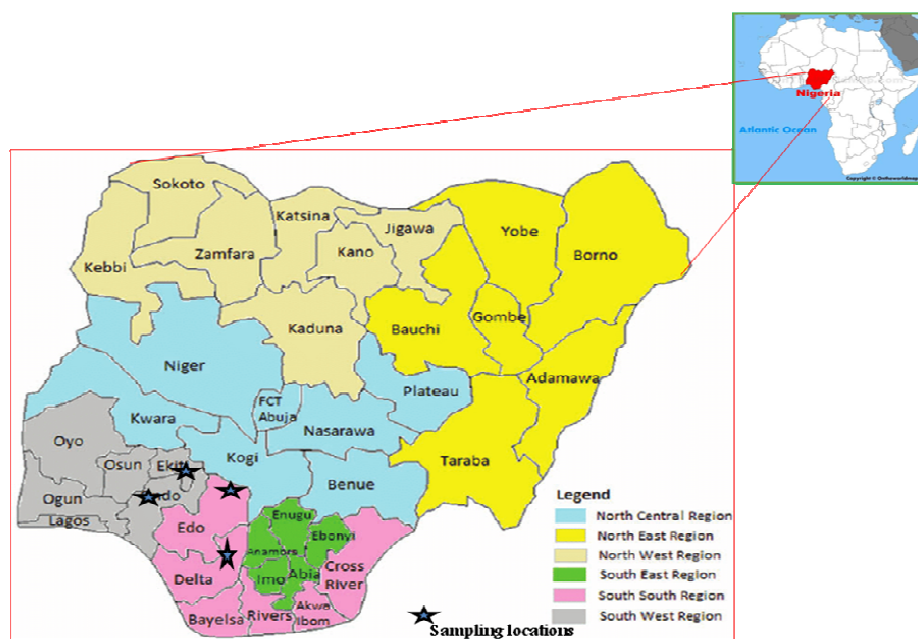 Nigeria
Atlantic Ocean
Sokoto
Katsina
Jigawa
Yobe
Borno
Kebbi
Zamfara
Kano
Kaduna
Bauchi
Gombe
Niger
Adamawa
Plateau
FCT
Abuja
Kwara
Nasarawa
Oyo
Osun
Kogi
Taraba
Benue
Ogun
Lagos
Edo
Enugu
Ebonyi
Delta
Imo
Abia
Cross
River
Bayelsa
Rivers
Akwa
Ibom
Legend
North Central Region
North East Region
North West Region
South East Region
South South Region
South West Region
Sampling locations